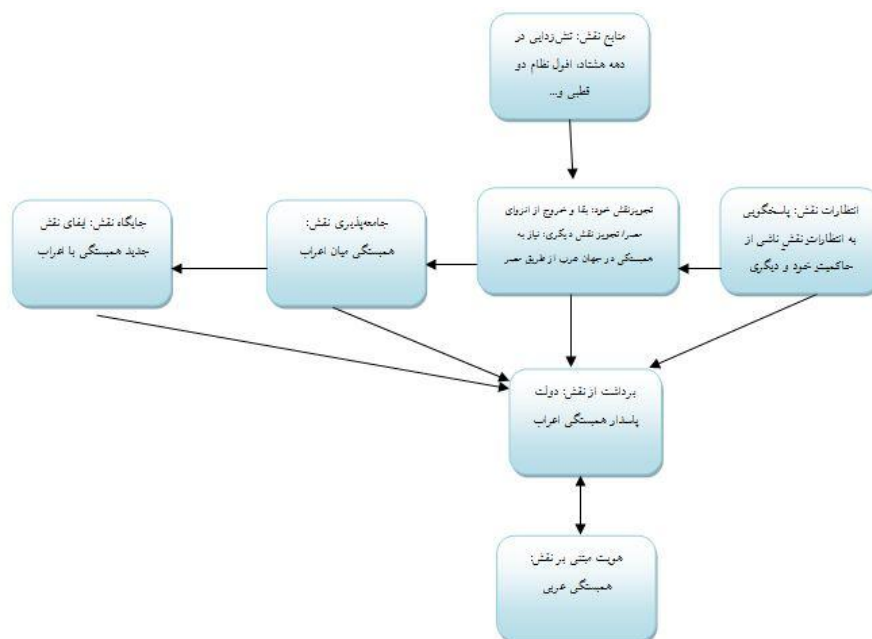 منابع نقش: تنش‌زدایی در
دهه هشتاد، افول نظام دو
قطبی و...
انتظارات نقش: پاسخگویی
به انتظاراتِ نقشِ ناشی از
حاکمیتِ خود و دیگری
تجویزنقش خود: بقا و خروج از انزوای
مصر/ تجویز نقش دیگری: نیاز به
همبستگی در جهان عرب از طریق مصر
جامعه‌پذیری نقش:
همبستگی میان اعراب
جایگاه نقش: ایفای نقش
جدید همبستگی با اعراب
برداشت از نقش: دولت
پاسدار همبستگی اعراب
هویت مبتنی بر نقش:
همبستگی عربی